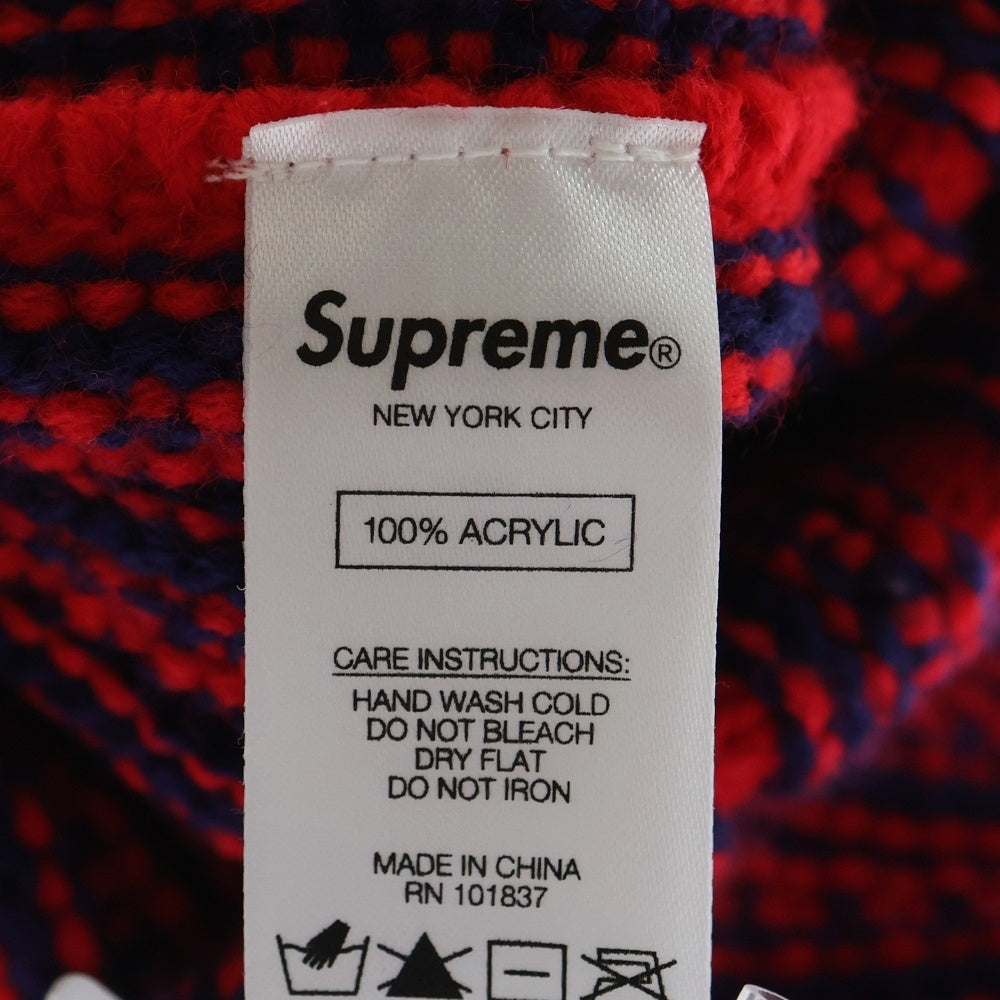 Supreme®
NEW YORK CITY
100% ACRYLIC
CARE INSTRUCTIONS:
HAND WASH COLD
DO NOT BLEACH
DRY FLAT
DO NOT IRON
MADE IN CHINA
RN 101837